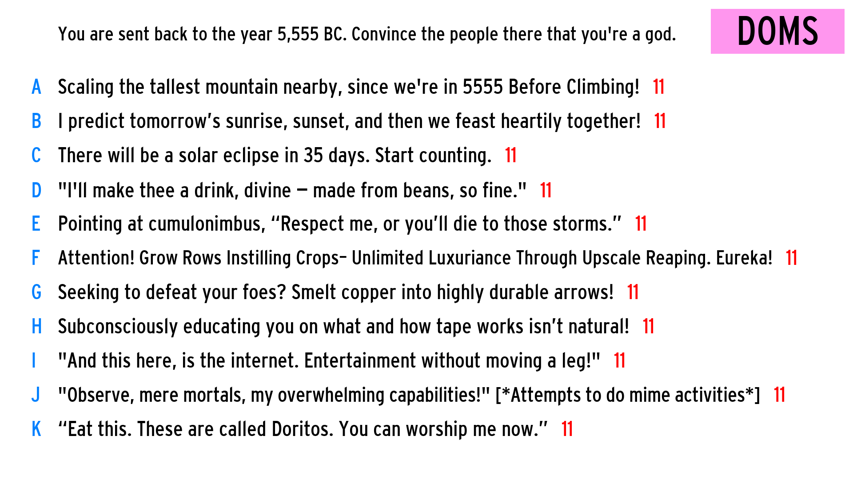 You are sent back to the year 5,555 BC. Convince the people there that you're a god.
DOMS
A Scaling the tallest mountain nearby, since we're in 5555 Before Climbing! 11
B I predict tomorrow’s sunrise, sunset, and then we feast heartily together! 11
C There will be a solar eclipse in 35 days. Start counting. 11
D "I'll make thee a drink, divine – made from beans, so fine." 11
E Pointing at cumulonimbus, “Respect me, or you’ll die to those storms.” 11
F Attention! Grow Rows Instilling Crops– Unlimited Luxuriance Through Upscale Reaping. Eureka! 11
G Seeking to defeat your foes? Smelt copper into highly durable arrows! 11
H Subconsciously educating you on what and how tape works isn’t natural! 11
I "And this here, is the internet. Entertainment without moving a leg!" 11
J "Observe, mere mortals, my overwhelming capabilities!" [*Attempts to do mime activities*] 11
K “Eat this. These are called Doritos. You can worship me now.” 11